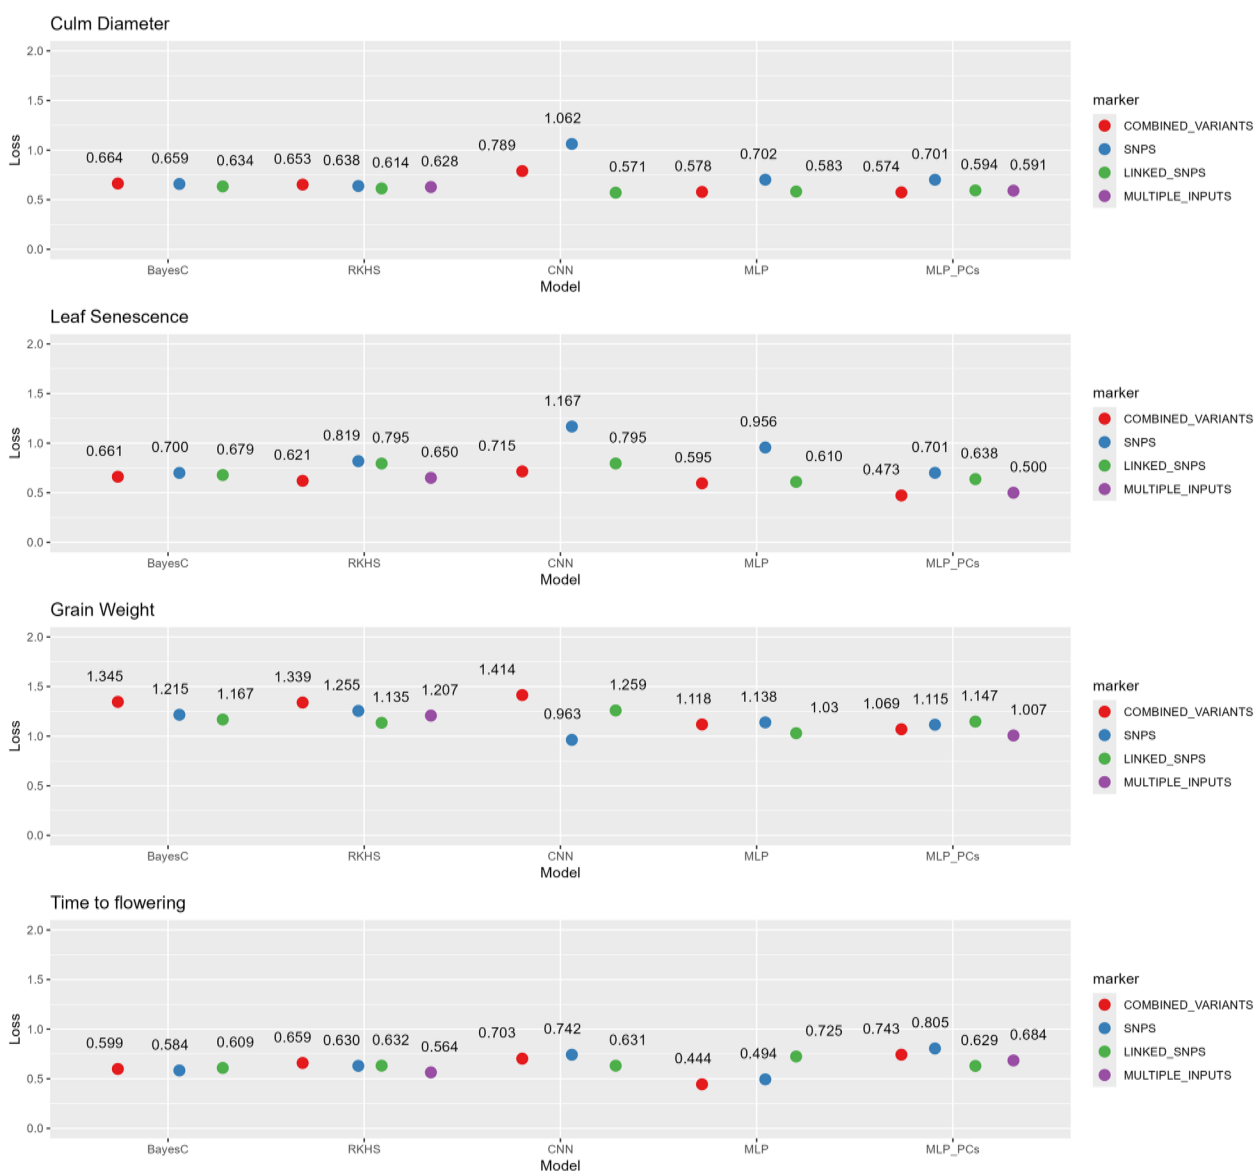 Culm Diameter
2.0
1.5
1.0
0.5
0.0
Loss
0.664 0.659 0.634 0.653 0.638 0.614 0.628 0.789 1.062 0.571 0.578 0.702 0.583 0.574 0.701 0.594 0.591
BayesC RKHS CNN MLP MLP_PCs
Model
marker
COMBINED_VARIANTS
SNPS
LINKED_SNPS
MULTIPLE_INPUTS
Leaf Senescence
2.0
1.5
1.0
0.5
0.0
Loss
0.661 0.700 0.679 0.621 0.819 0.795 0.650 0.715 1.167 0.795 0.595 0.956 0.610 0.473 0.701 0.638 0.500
BayesC RKHS CNN MLP MLP_PCs
Model
marker
COMBINED_VARIANTS
SNPS
LINKED_SNPS
MULTIPLE_INPUTS
Grain Weight
2.0
1.5
1.0
0.5
0.0
Loss
1.345 1.215 1.167 1.339 1.255 1.135 1.207 1.414 0.963 1.259 1.118 1.138 1.03 1.069 1.115 1.147 1.007
BayesC RKHS CNN MLP MLP_PCs
Model
marker
COMBINED_VARIANTS
SNPS
LINKED_SNPS
MULTIPLE_INPUTS
Time to flowering
2.0
1.5
1.0
0.5
0.0
Loss
0.599 0.584 0.609 0.659 0.630 0.632 0.564 0.703 0.742 0.631 0.444 0.494 0.725 0.743 0.805 0.629 0.684
BayesC RKHS CNN MLP MLP_PCs
Model
marker
COMBINED_VARIANTS
SNPS
LINKED_SNPS
MULTIPLE_INPUTS